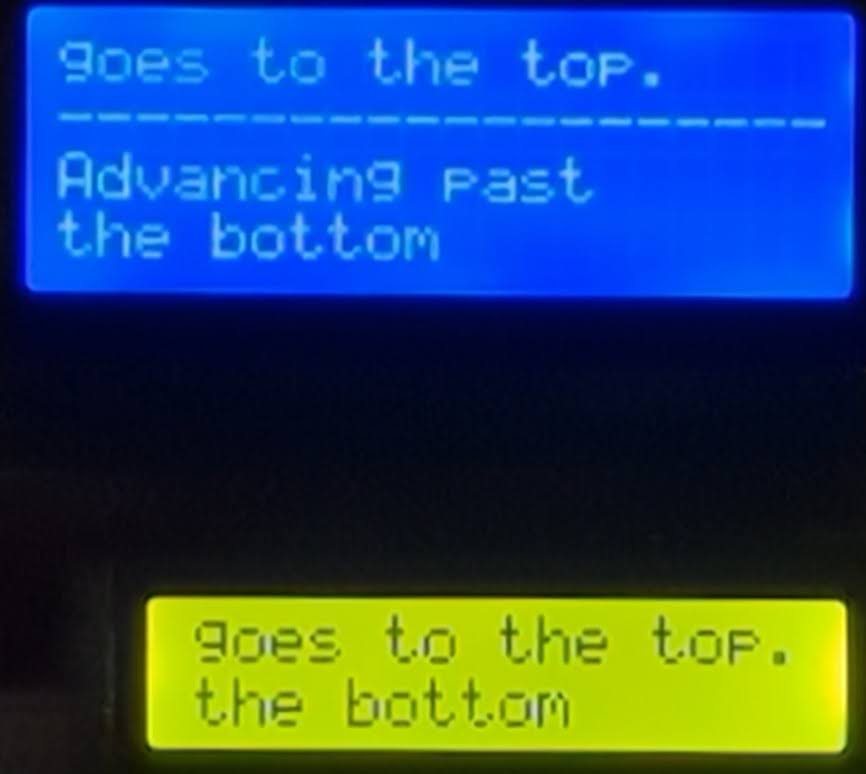 goes to the top.
--------------------
Advancing past
the bottom
goes to the top.
the bottom